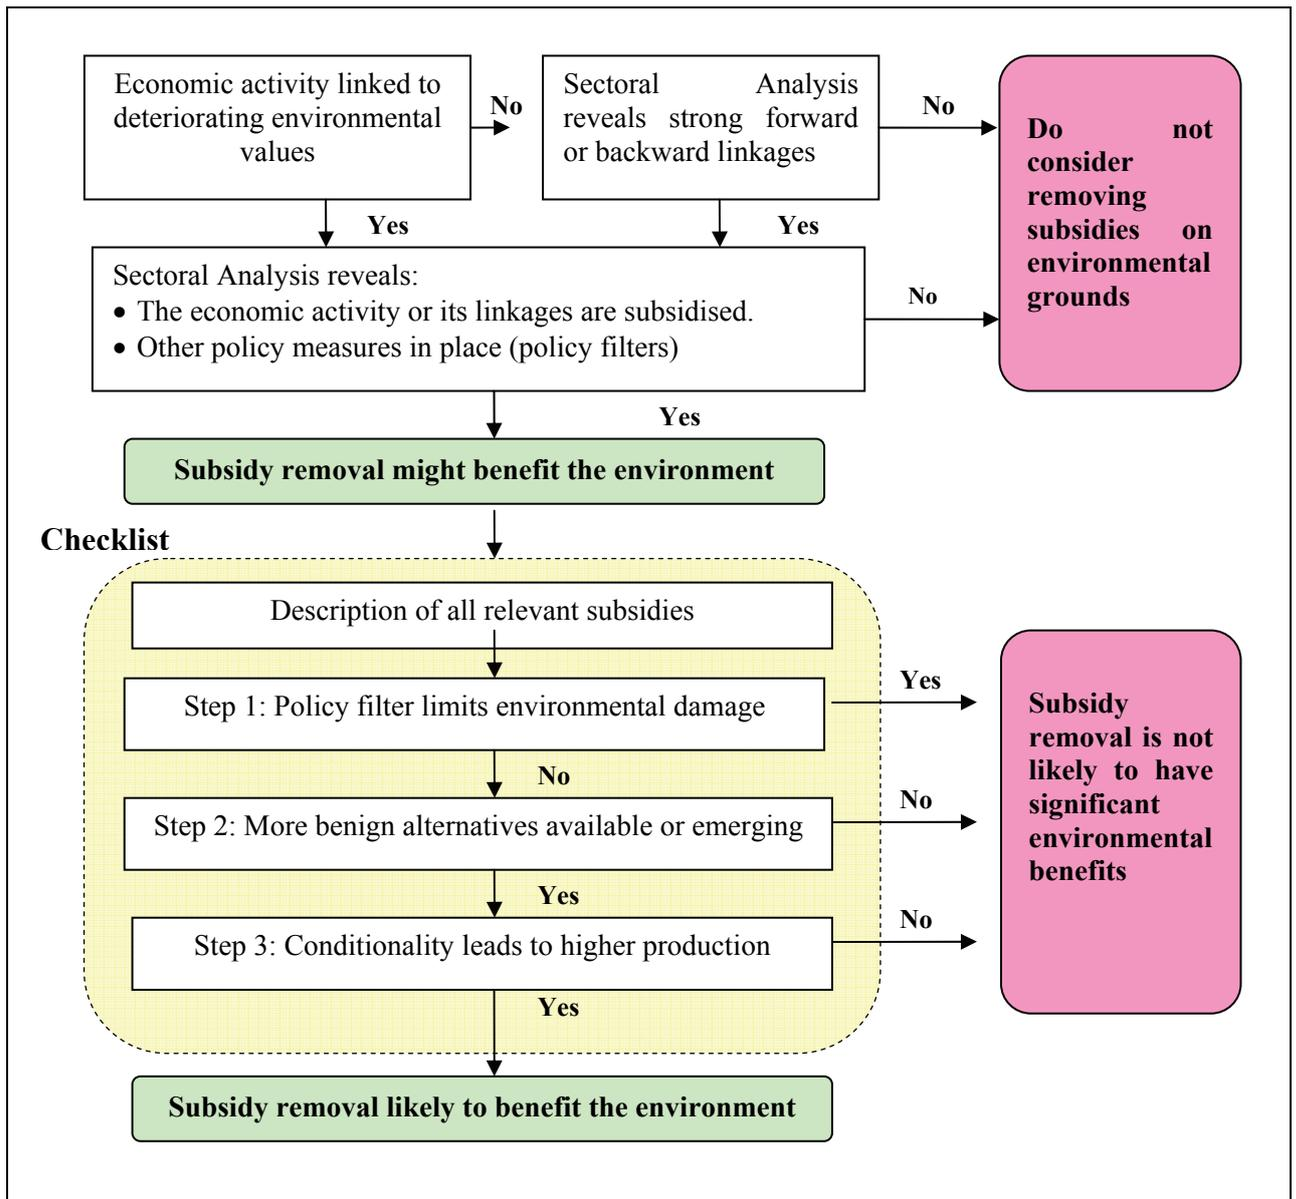 Economic activity linked to
deteriorating environmental
values
No
Sectoral Analysis
reveals strong forward
or backward linkages
No
Do not
consider
removing
subsidies on
environmental
grounds
Yes
Yes
Sectoral Analysis reveals:
• The economic activity or its linkages are subsidised.
• Other policy measures in place (policy filters)
No
Yes
Subsidy removal might benefit the environment
Checklist
Description of all relevant subsidies
Step 1: Policy filter limits environmental damage
Yes
No
Step 2: More benign alternatives available or emerging
No
Yes
Step 3: Conditionality leads to higher production
No
Yes
Subsidy
removal is not
likely to have
significant
environmental
benefits
Subsidy removal likely to benefit the environment